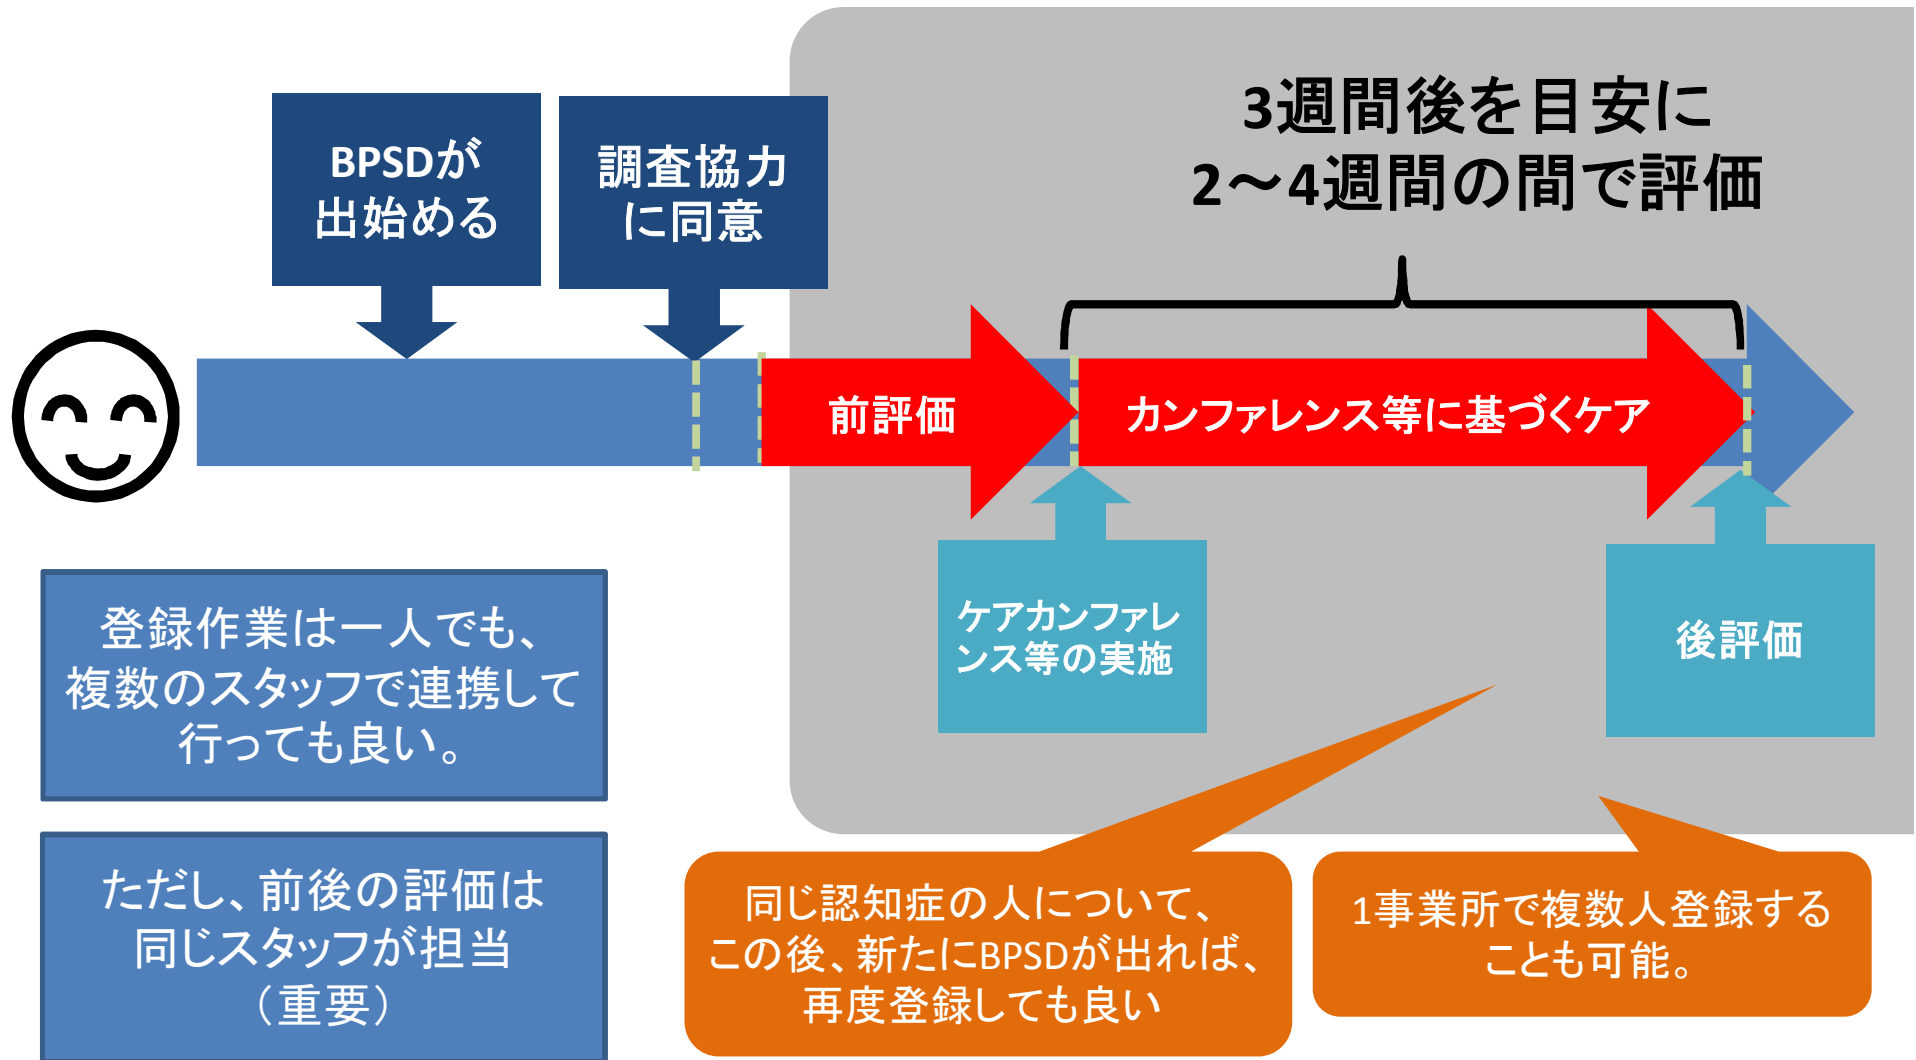 3週間後を目安に
2～4週間の間で評価
BPSDが
出始める
調査協力
に同意
前評価
カンファレンス等に基づくケア
ケアカンファレ
ンス等の実施
後評価
登録作業は一人でも、
複数のスタッフで連携して
行っても良い。
ただし、前後の評価は
同じスタッフが担当
（重要）
同じ認知症の人について、
この後、新たにBPSDが出れば、
再度登録しても良い
1事業所で複数人登録する
ことも可能。